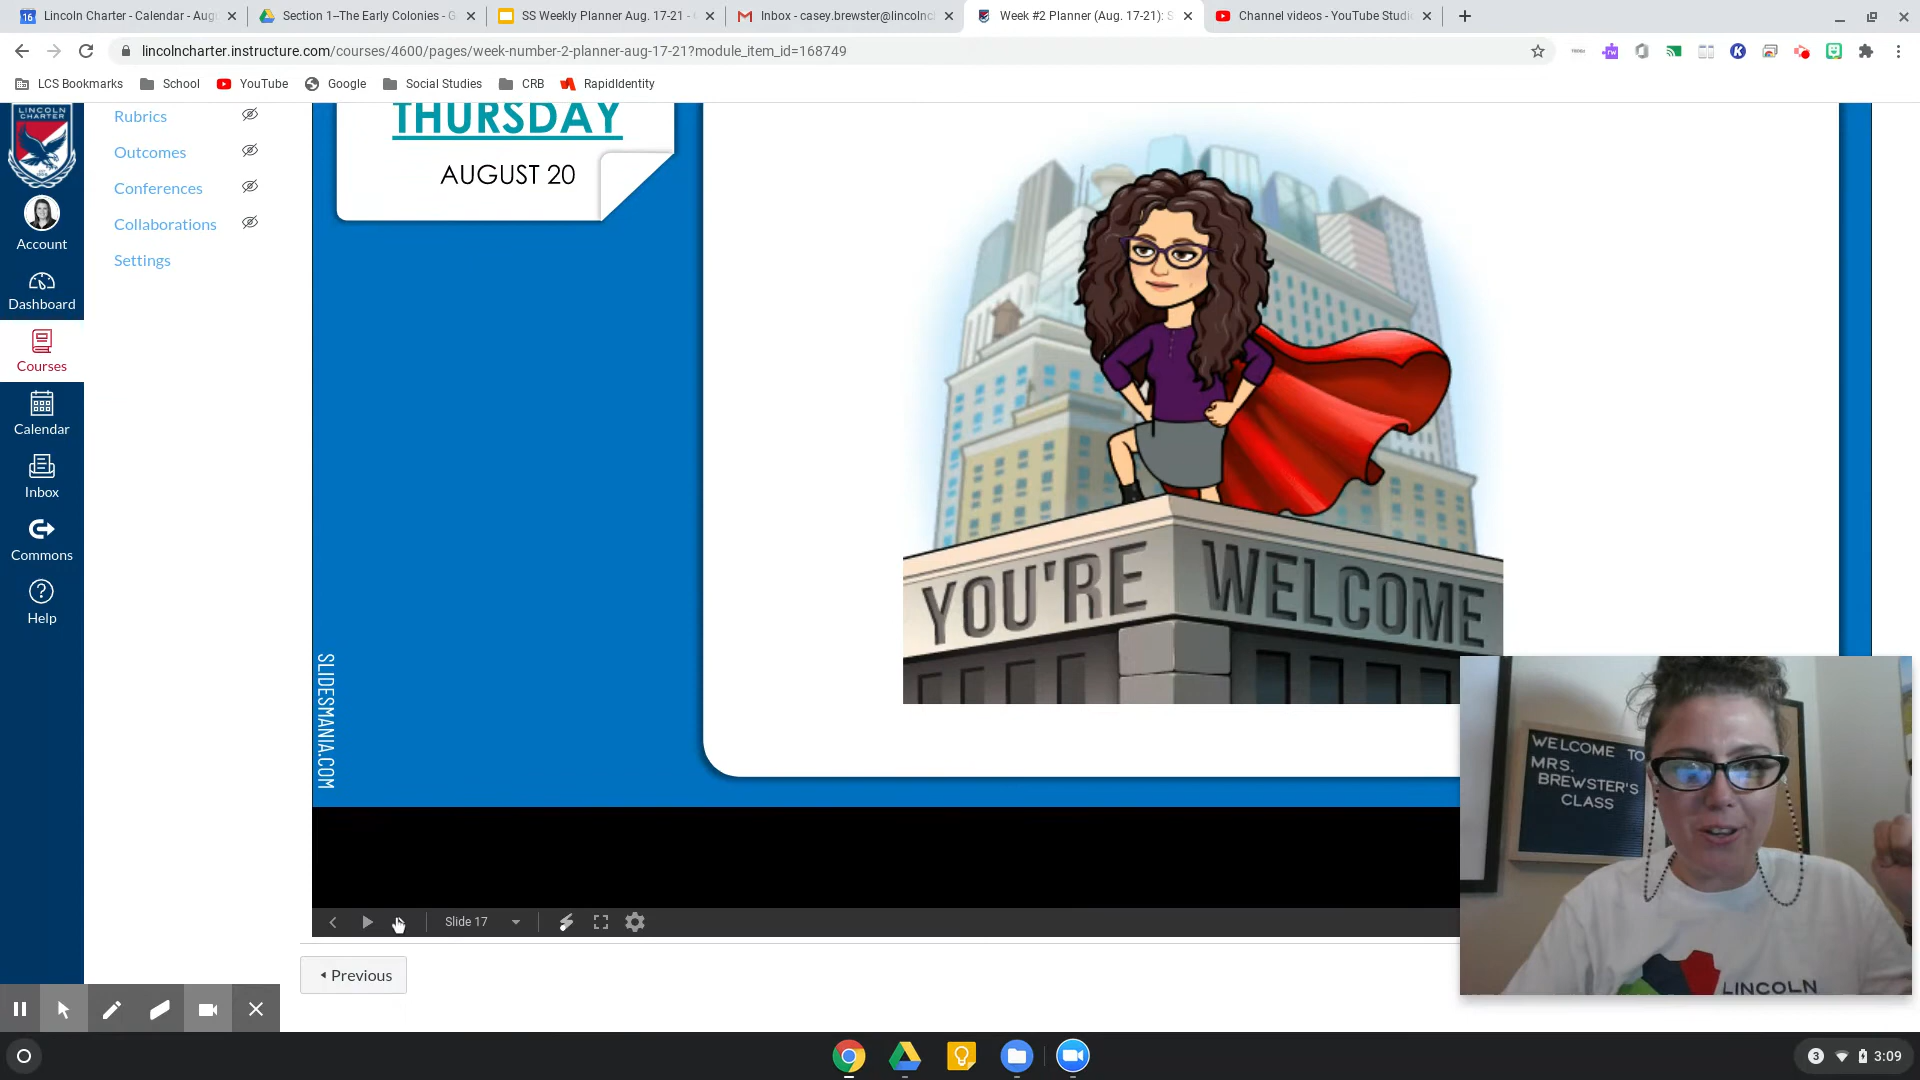 Lincoln Charter - Calendar - Aug
Section 1--The Early Colonies - G
SS Weekly Planner Aug. 17-21 -
Inbox - casey.brewster@lincolnc
Week #2 Planner (Aug. 17-21): S
Channel videos - YouTube Studi
lincolncharter.instructure.com/courses/4600/pages/week-number-2-planner-aug-17-21?module_item_id=168749
LCS Bookmarks
School
YouTube
Google
Social Studies
CRB
RapidIdentity
LINCOLN
CHARTER
Account
Dashboard
Courses
Calendar
Inbox
Commons
Help
Rubrics
Outcomes
Conferences
Collaborations
Settings
THURSDAY
AUGUST 20
SLIDESMANIA.COM
YOU'RE WELCOME
WELCOME TO
MRS.
BREWSTER'S
CLASS
LINCOLN
Slide 17
Previous
3
3:09